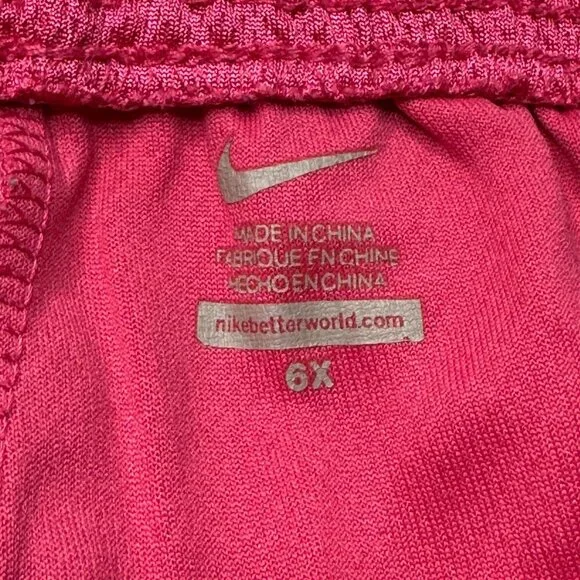 MADE IN CHINA
FABRIQUE EN CHINE
HECHO EN CHINA
nikebetterworld.com
6X